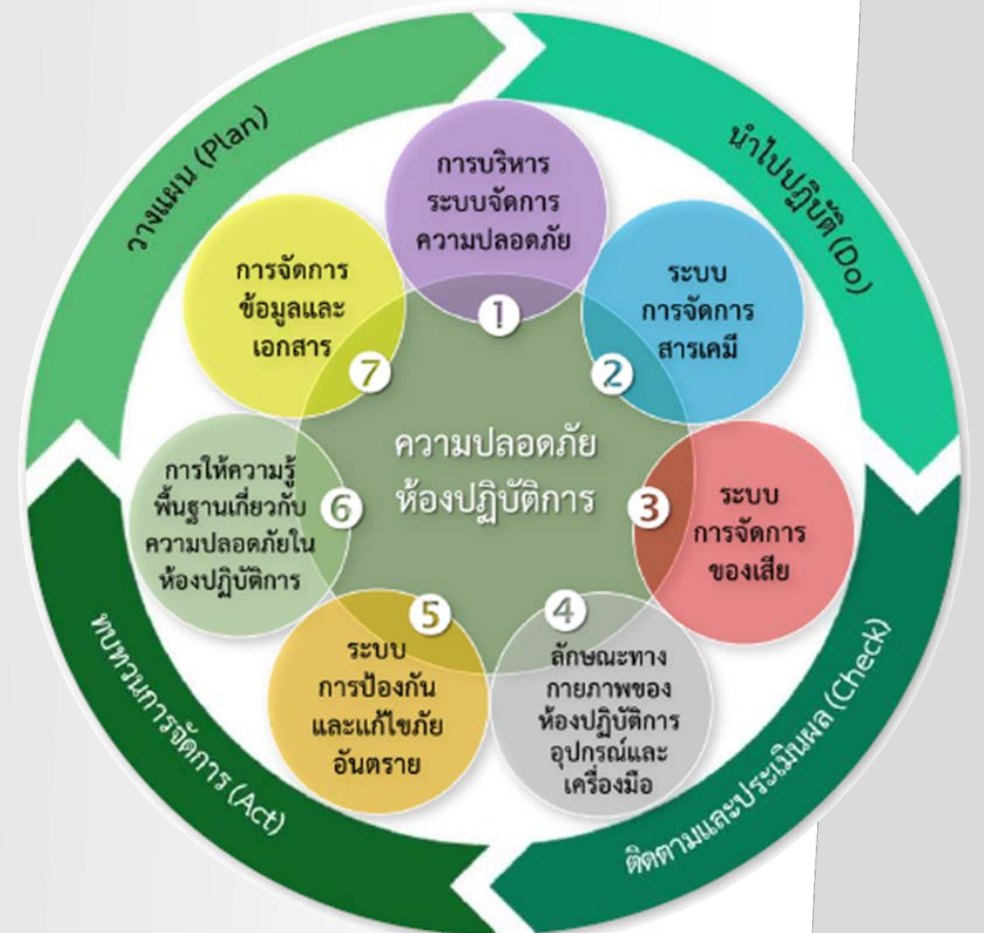 วางแผน (Plan)
นำไปปฏิบัติ (Do)
ติดตามและประเมินผล (Check)
ทบทวนการจัดการ (Act)
ความปลอดภัย
ห้องปฏิบัติการ
การบริหาร
ระบบจัดการ
ความปลอดภัย
1
ระบบ
การจัดการ
สารเคมี
2
ระบบ
การจัดการ
ของเสีย
3
4
ลักษณะทาง
กายภาพของ
ห้องปฏิบัติการ
อุปกรณ์และ
เครื่องมือ
5
ระบบ
การป้องกัน
และแก้ไขภัย
อันตราย
การให้ความรู้
พื้นฐานเกี่ยวกับ
ความปลอดภัยใน
ห้องปฏิบัติการ
6
การจัดการ
ข้อมูลและ
เอกสาร
7